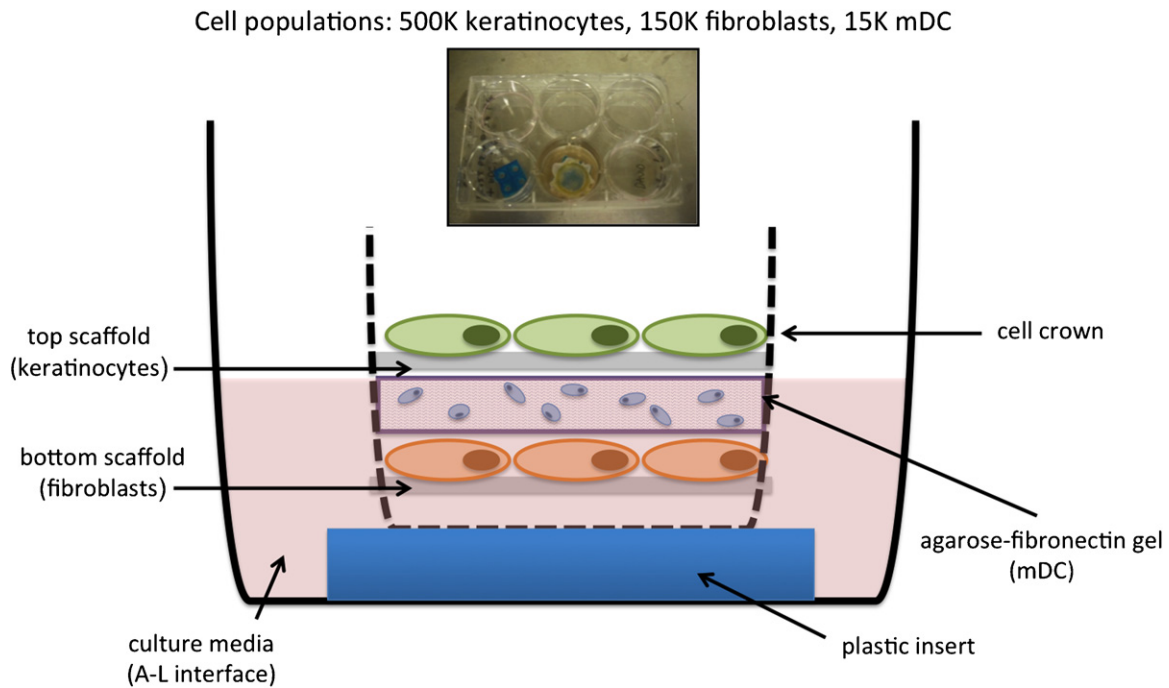 Cell populations: 500K keratinocytes, 150K fibroblasts, 15K mDC
top scaffold
(keratinocytes)
cell crown
bottom scaffold
(fibroblasts)
agarose-fibronectin gel
(mDC)
culture media
(A-L interface)
plastic insert